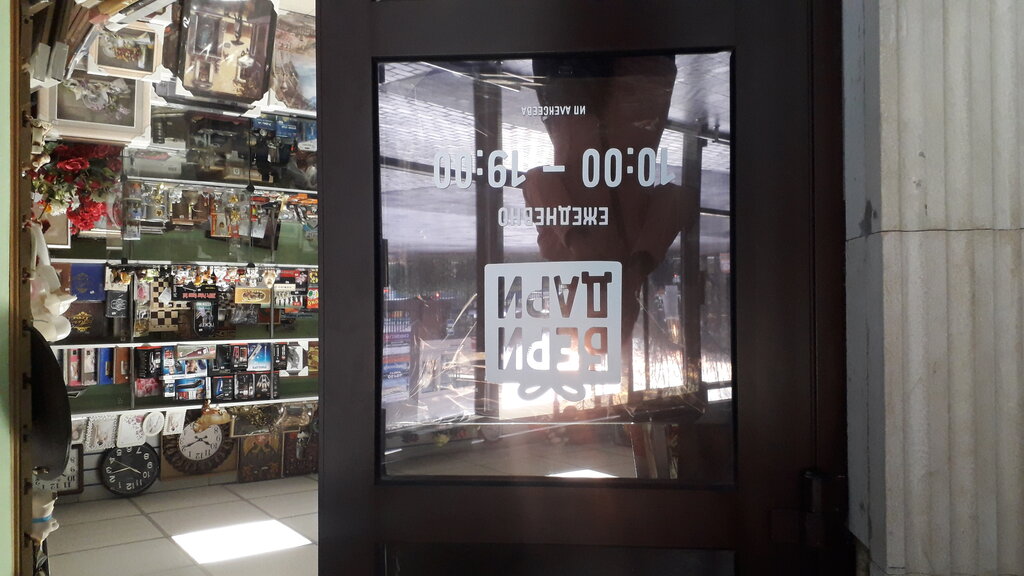 БЕРИ
ДАРИ
ЕЖЕДНЕВНО
10:00 – 19:00
ИП АЛЕКСЕЕВА